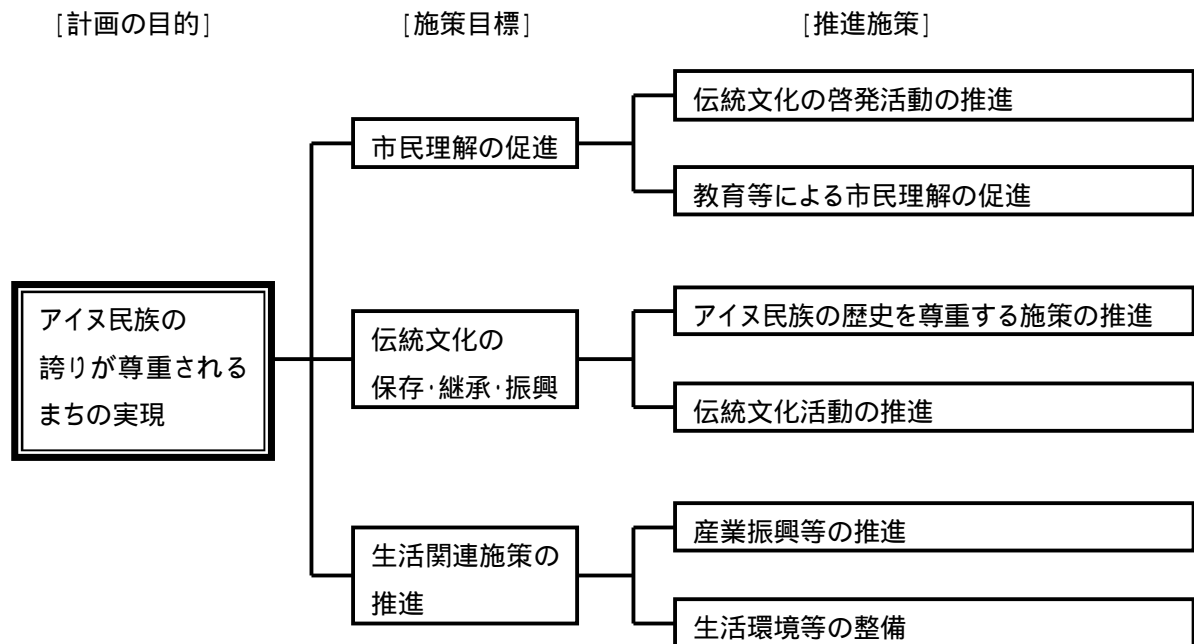 [計画の目的]
[施策目標]
[推進施策]
アイヌ民族の
誇りが尊重される
まちの実現
市民理解の促進
伝統文化の啓発活動の推進
教育等による市民理解の促進
伝統文化の
保存･継承･振興
アイヌ民族の歴史を尊重する施策の推進
伝統文化活動の推進
生活関連施策の
推進
産業振興等の推進
生活環境等の整備